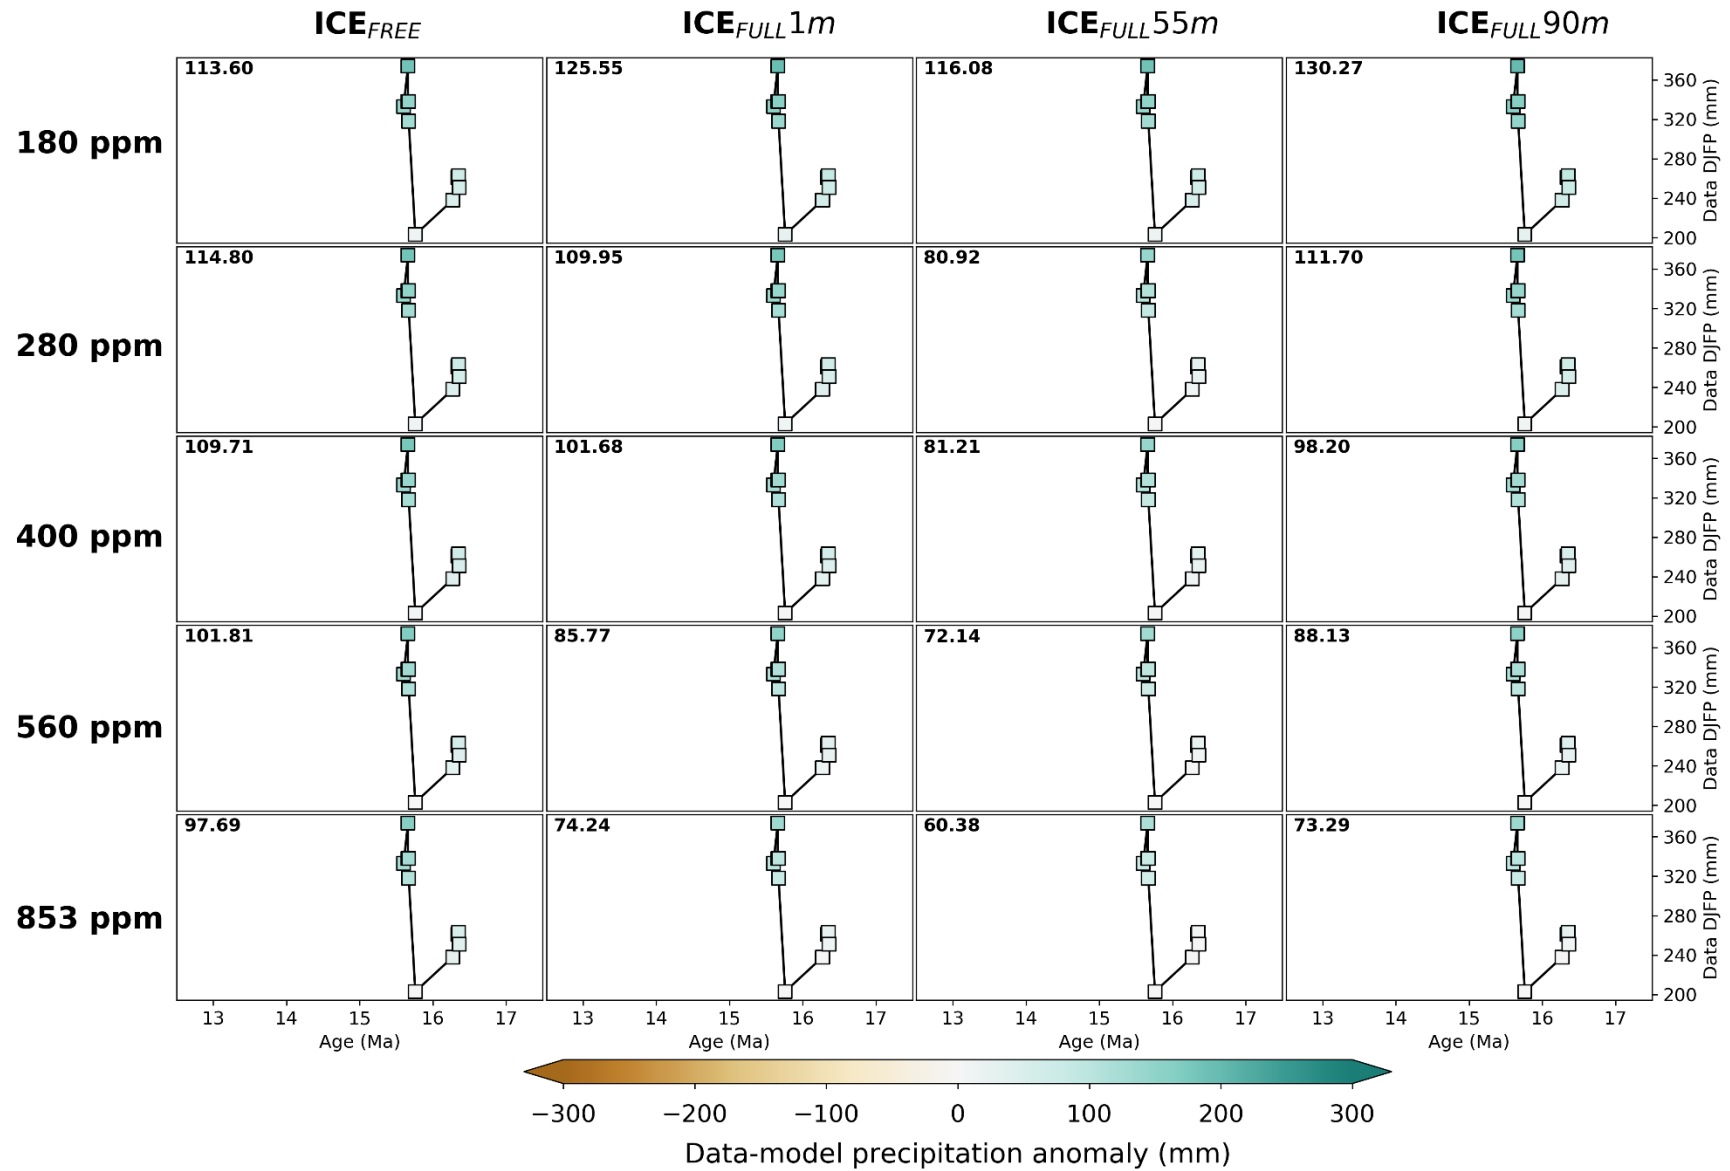 ICE_FREE ICE_FULL1m ICE_FULL55m ICE_FULL90m
180 ppm 113.60 125.55 116.08 130.27
360
320
280
240
200
Data DJFP (mm)
280 ppm 114.80 109.95 80.92 111.70
360
320
280
240
200
Data DJFP (mm)
400 ppm 109.71 101.68 81.21 98.20
360
320
280
240
200
Data DJFP (mm)
560 ppm 101.81 85.77 72.14 88.13
360
320
280
240
200
Data DJFP (mm)
853 ppm 97.69 74.24 60.38 73.29
360
320
280
240
200
Data DJFP (mm)
13 14 15 16 17 13 14 15 16 17 13 14 15 16 17 13 14 15 16 17
Age (Ma) Age (Ma) Age (Ma) Age (Ma)
−300 −200 −100 0 100 200 300
Data-model precipitation anomaly (mm)